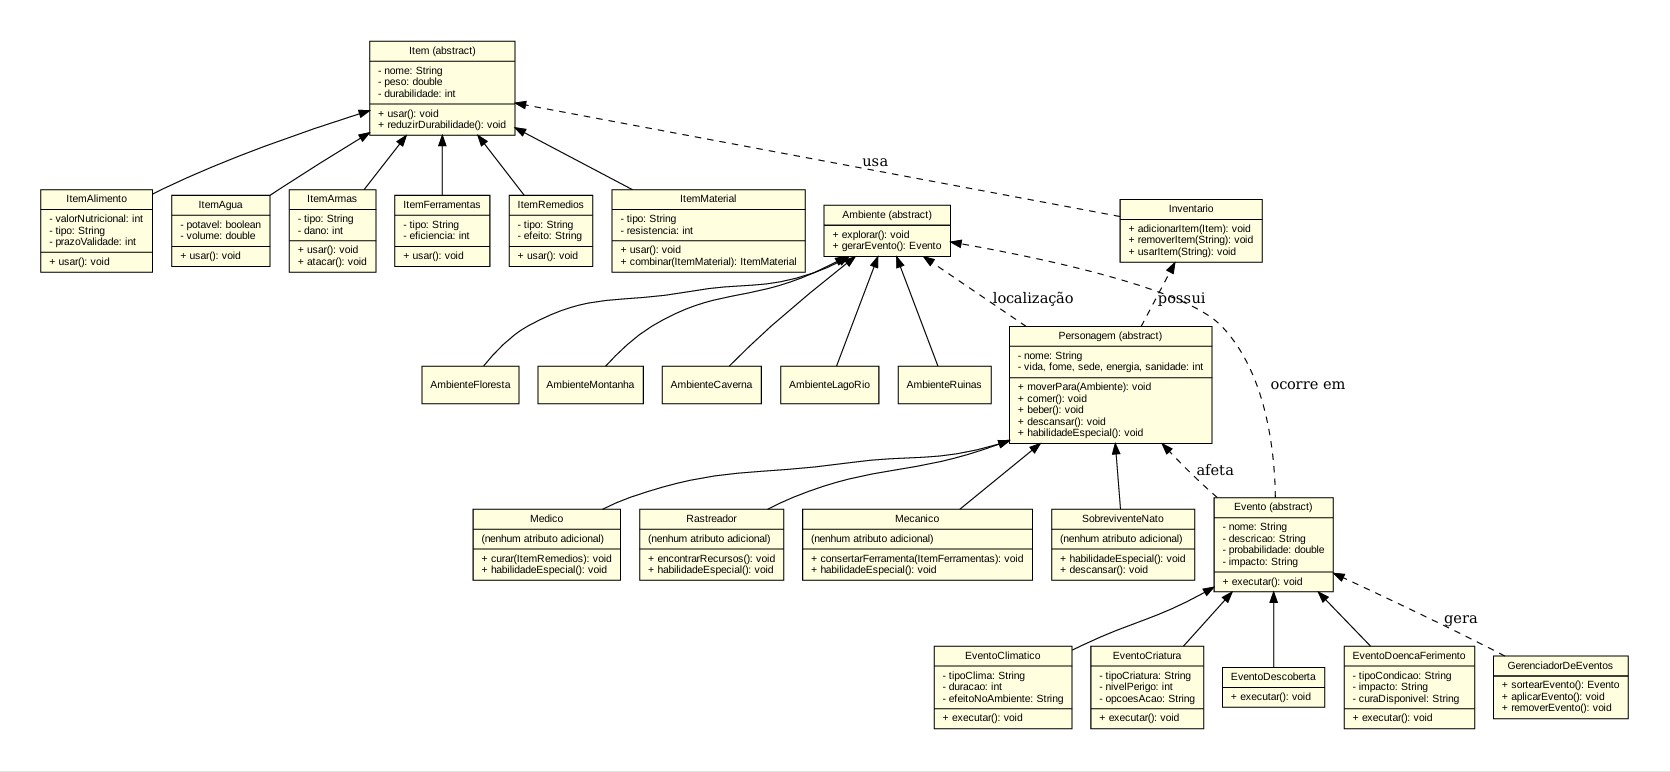 Item (abstract)
- nome: String
- peso: double
- durabilidade: int
+ usar(): void
+ reduzirDurabilidade(): void
usa
ItemAlimento
- valorNutricional: int
- tipo: String
- prazoValidade: int
+ usar(): void
ItemAgua
- potavel: boolean
- volume: double
+ usar(): void
ItemArmas
- tipo: String
- dano: int
+ usar(): void
+ atacar(): void
ItemFerramentas
- tipo: String
- eficiencia: int
+ usar(): void
ItemRemedios
- tipo: String
- efeito: String
+ usar(): void
ItemMaterial
- tipo: String
- resistencia: int
+ usar(): void
+ combinar(ItemMaterial): ItemMaterial
Ambiente (abstract)
+ explorar(): void
+ gerarEvento(): Evento
Inventario
+ adicionarItem(Item): void
+ removerItem(String): void
+ usarItem(String): void
localização
possui
AmbienteFloresta
AmbienteMontanha
AmbienteCaverna
AmbienteLagoRio
AmbienteRuinas
Personagem (abstract)
- nome: String
- vida, fome, sede, energia, sanidade: int
+ moverPara(Ambiente): void
+ comer(): void
+ beber(): void
+ descansar(): void
+ habilidadeEspecial(): void
ocorre em
afeta
Medico
(nenhum atributo adicional)
+ curar(ItemRemedios): void
+ habilidadeEspecial(): void
Rastreador
(nenhum atributo adicional)
+ encontrarRecursos(): void
+ habilidadeEspecial(): void
Mecanico
(nenhum atributo adicional)
+ consertarFerramenta(ItemFerramentas): void
+ habilidadeEspecial(): void
SobreviventeNato
(nenhum atributo adicional)
+ habilidadeEspecial(): void
+ descansar(): void
Evento (abstract)
- nome: String
- descricao: String
- probabilidade: double
- impacto: String
+ executar(): void
gera
EventoClimatico
- tipoClima: String
- duracao: int
- efeitoNoAmbiente: String
+ executar(): void
EventoCriatura
- tipoCriatura: String
- nivelPerigo: int
- opcoesAcao: String
+ executar(): void
EventoDescoberta
+ executar(): void
EventoDoencaFerimento
- tipoCondicao: String
- impacto: String
- curaDisponivel: String
+ executar(): void
GerenciadorDeEventos
+ sortearEvento(): Evento
+ aplicarEvento(): void
+ removerEvento(): void